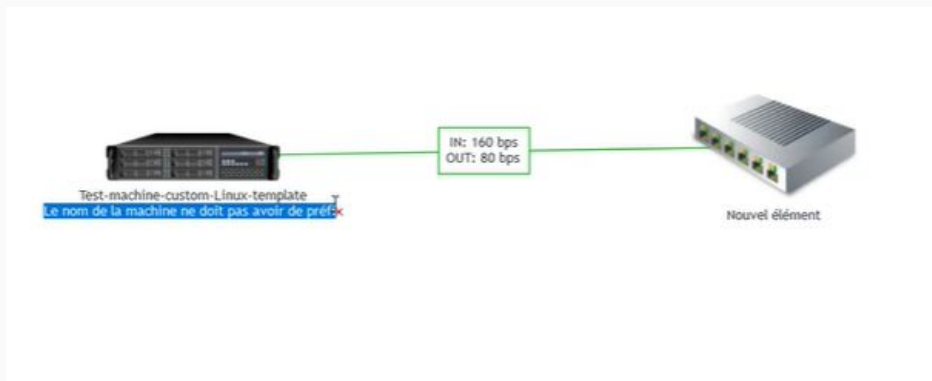 IN: 160 bps
OUT: 80 bps
Test-machine-custom-Linux-template
Le nom de la machine ne doit pas avoir de préfix
Nouvel élément